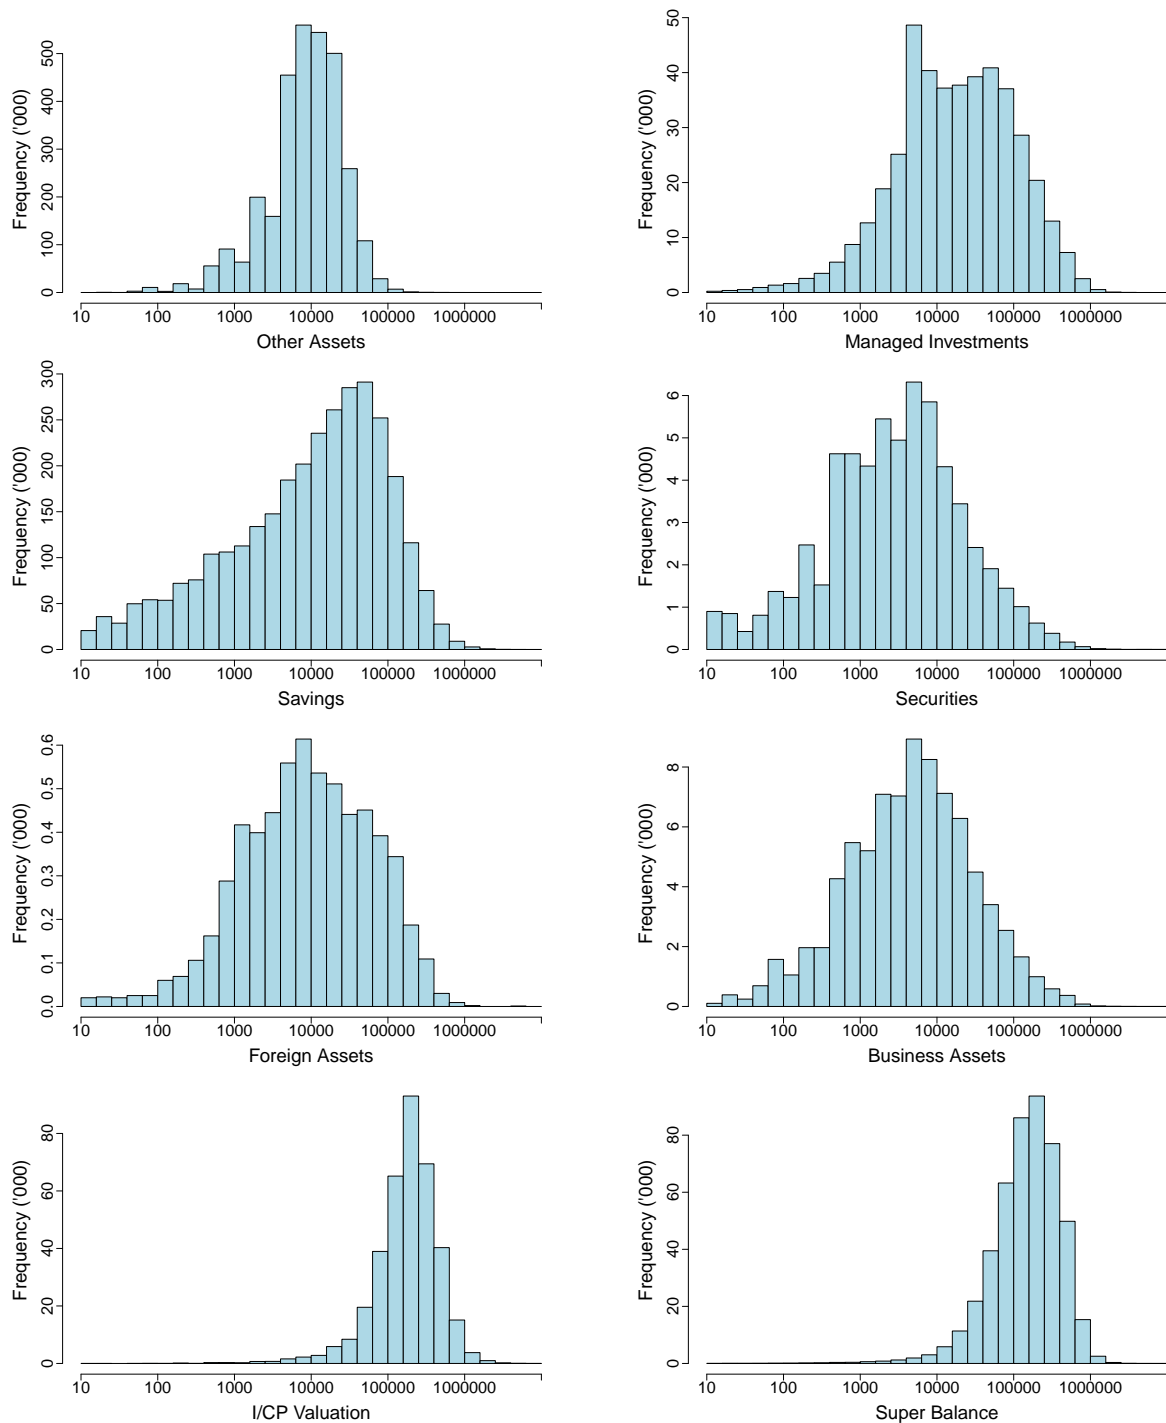 Frequency ('000)
0 100 200 300 400 500
10 100 1000 10000 100000 1000000
Other Assets
Frequency ('000)
0 10 20 30 40 50
10 100 1000 10000 100000 1000000
Managed Investments
Frequency ('000)
0 50 100 150 200 250 300
10 100 1000 10000 100000 1000000
Savings
Frequency ('000)
0 1 2 3 4 5 6
10 100 1000 10000 100000 1000000
Securities
Frequency ('000)
0.0 0.1 0.2 0.3 0.4 0.5 0.6
10 100 1000 10000 100000 1000000
Foreign Assets
Frequency ('000)
0 2 4 6 8
10 100 1000 10000 100000 1000000
Business Assets
Frequency ('000)
0 20 40 60 80
10 100 1000 10000 100000 1000000
I/CP Valuation
Frequency ('000)
0 20 40 60 80
10 100 1000 10000 100000 1000000
Super Balance